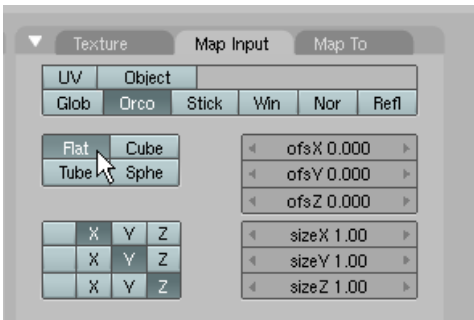 Texture Map Input Map To
UV Object
Glob Orco Stick Win Nor Refl
Flat Cube
Tube Sphe
ofsX 0.000
ofsY 0.000
ofsZ 0.000
X Y Z
X Y Z
X Y Z
sizeX 1.00
sizeY 1.00
sizeZ 1.00